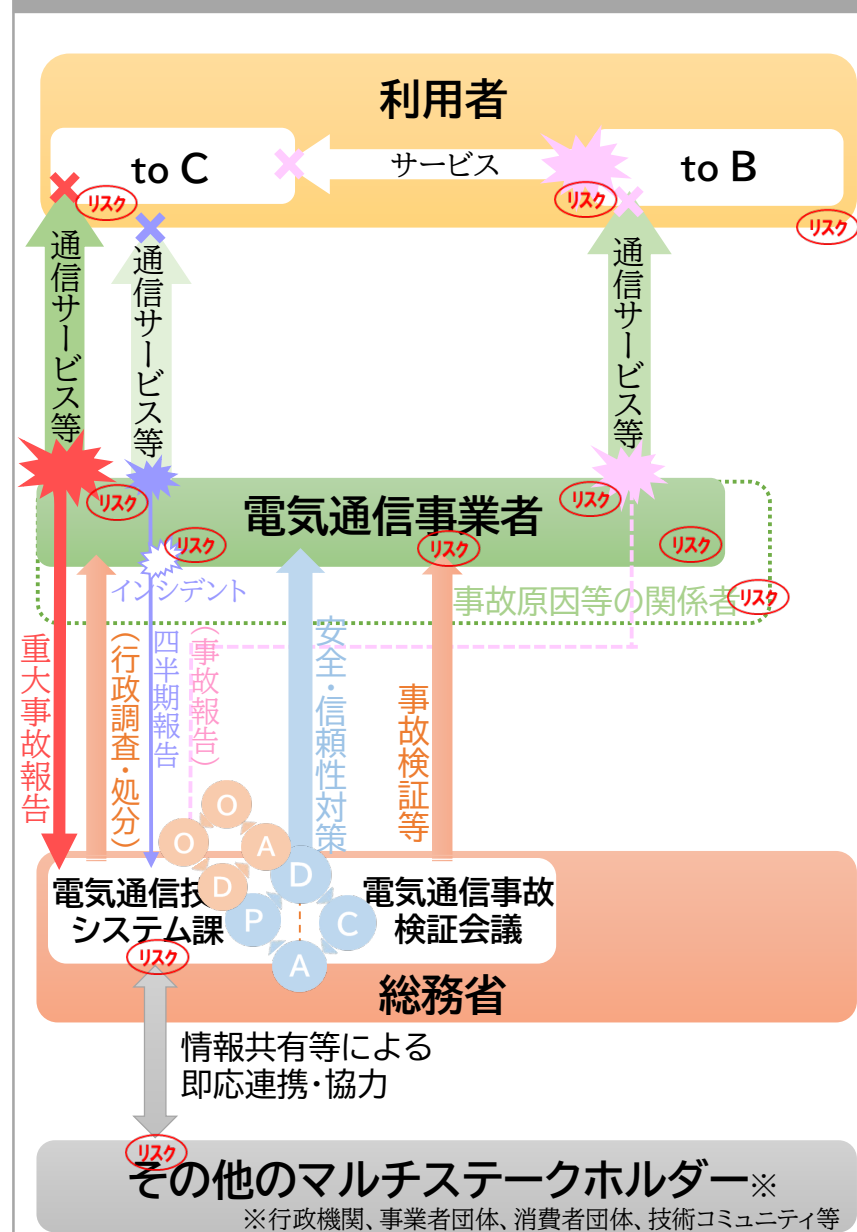 利用者
to C
サービス
to B
リスク
リスク
リスク
通信サービス等
通信サービス等
通信サービス等
リスク
電気通信事業者
リスク
リスク
リスク
リスク
インシデント
事故原因等の関係者
リスク
重大事故報告
(行政調査・処分)
四半期報告
(事故報告)
安全・信頼性対策
事故検証等
O
O
A
D
D
P
C
A
電気通信技
システム課
電気通信事故
検証会議
リスク
総務省
情報共有等による
即応連携・協力
リスク
その他のマルチステークホルダー※
※行政機関、事業者団体、消費者団体、技術コミュニティ等